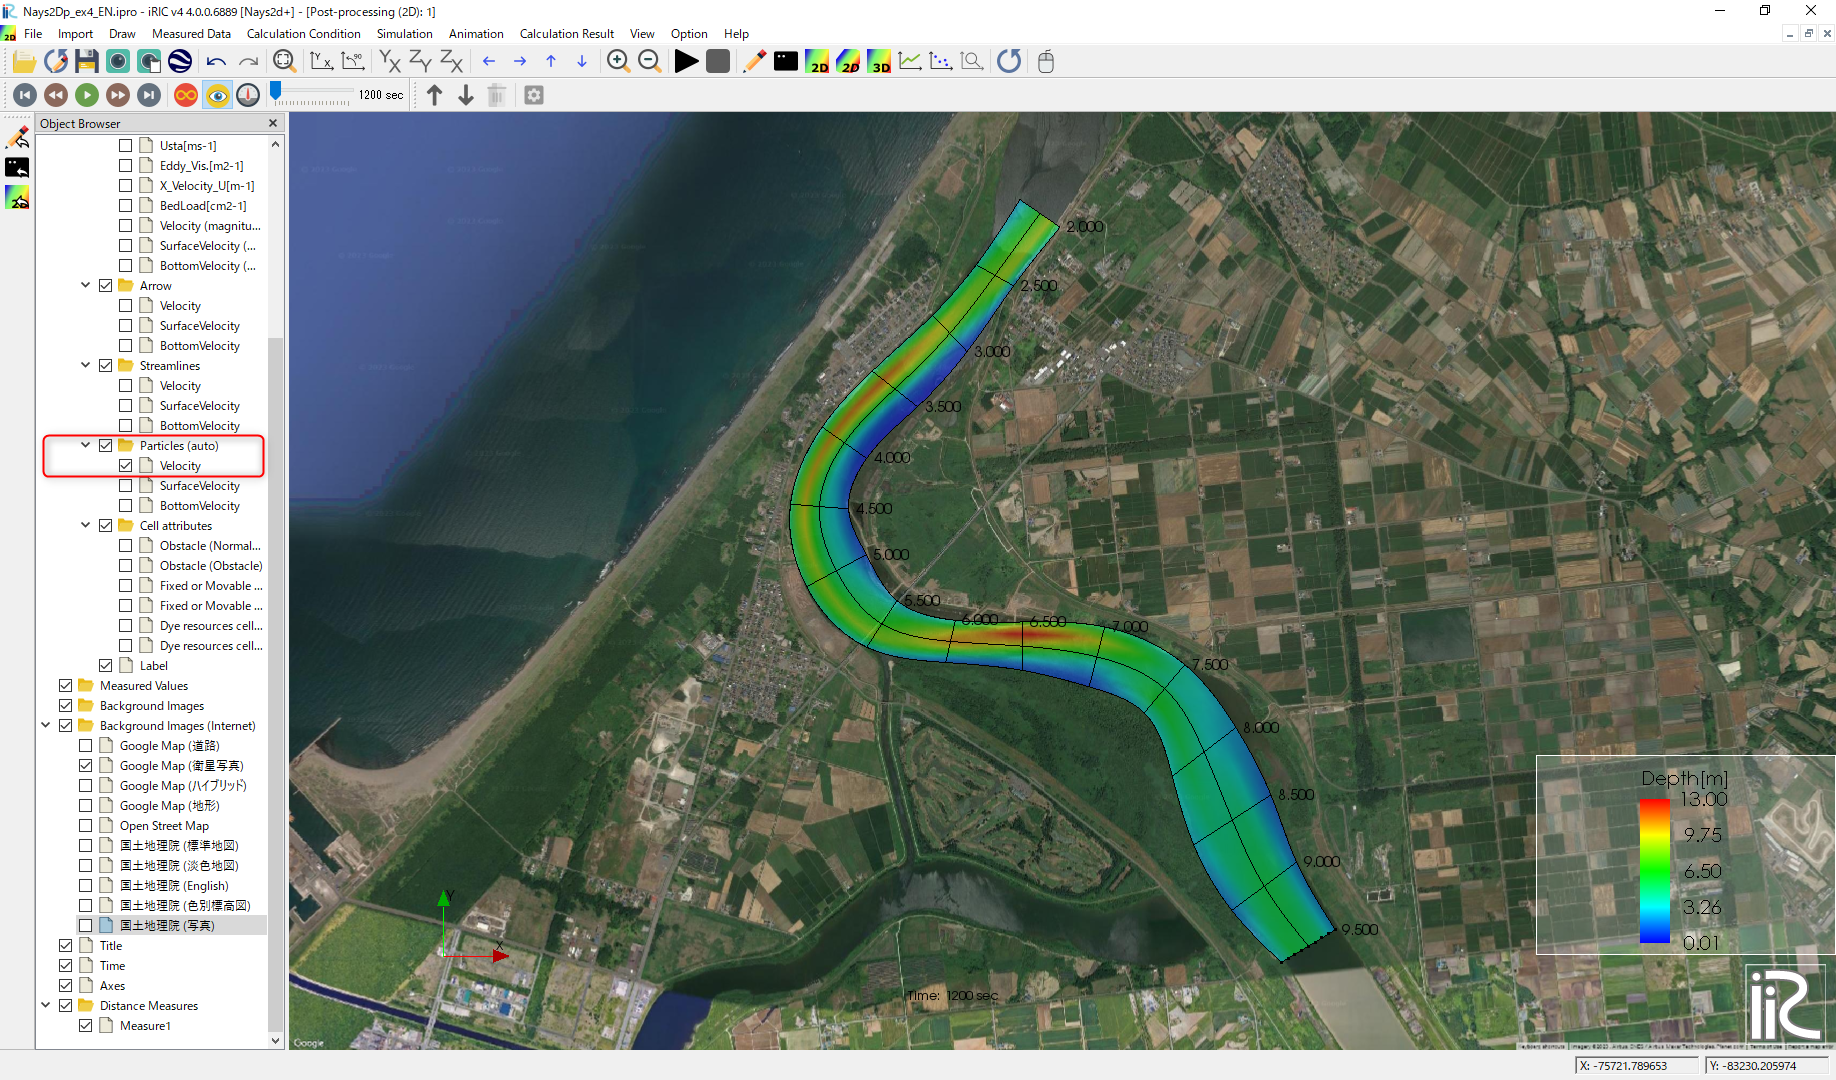 Nays2Dp_ex4_EN.ipro - iRIC v4 4.0.0.6889 [Nays2d+] - [Post-processing (2D): 1]
File Import Draw Measured Data Calculation Condition Simulation Animation Calculation Result View Option Help
2D 2D 3D
1200 sec
Object Browser
Usta[ms-1]
Eddy_Vis.[m2-1]
X_Velocity_U[m-1]
BedLoad[cm2-1]
Velocity (magnitu...
SurfaceVelocity (...
BottomVelocity (...
Arrow
Velocity
SurfaceVelocity
BottomVelocity
Streamlines
Velocity
SurfaceVelocity
BottomVelocity
Particles (auto)
Velocity
SurfaceVelocity
BottomVelocity
Cell attributes
Obstacle (Normal...
Obstacle (Obstacle)
Fixed or Movable ...
Fixed or Movable ...
Dye resources cell...
Dye resources cell...
Label
Measured Values
Background Images
Background Images (Internet)
Google Map (道路)
Google Map (衛星写真)
Google Map (ハイブリッド)
Google Map (地形)
Open Street Map
国土地理院 (標準地図)
国土地理院 (淡色地図)
国土地理院 (English)
国土地理院 (色別標高図)
国土地理院 (写真)
Title
Time
Axes
Distance Measures
Measure1
2.000
2.500
3.000
3.500
4.000
4.500
5.000
5.500
6.000
6.500
7.000
7.500
8.000
8.500
9.000
9.500
Depth[m]
13.00
9.75
6.50
3.26
0.01
Y
X
Time: 1200 sec
Google
iRIC
X: -75721.789653
Y: -83230.205974